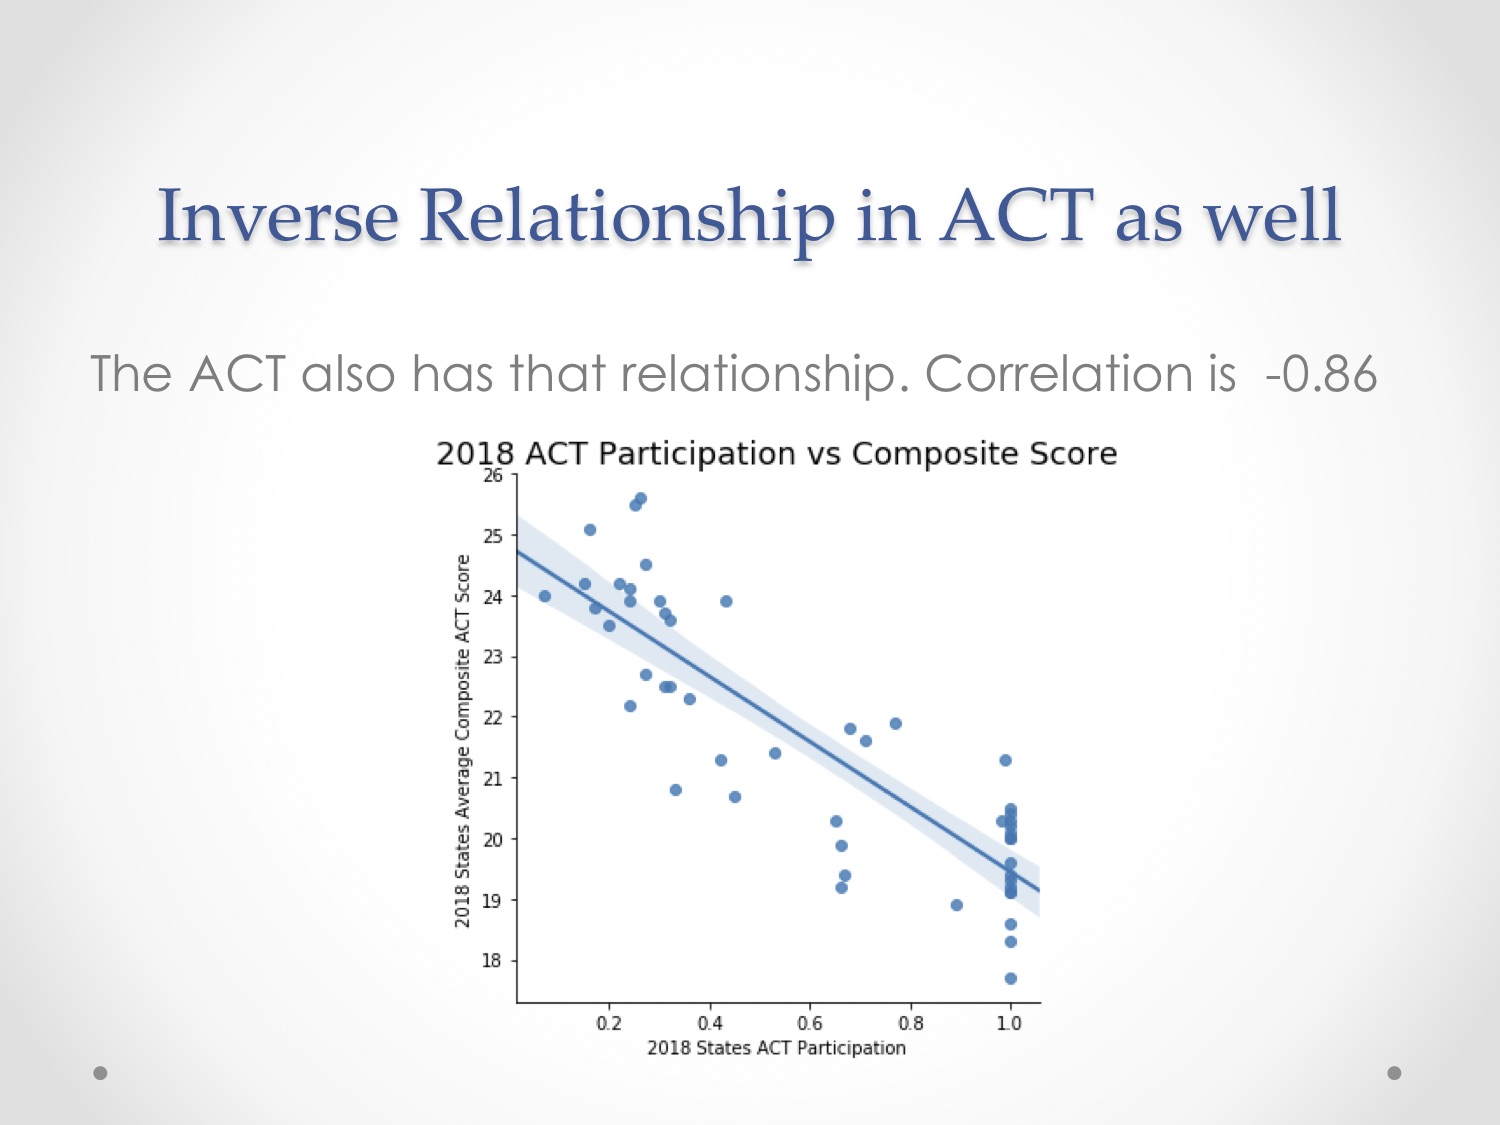 Inverse Relationship in ACT as well
The ACT also has that relationship. Correlation is -0.86
2018 ACT Participation vs Composite Score
26
25
24
23
22
21
20
19
18
2018 States Average Composite ACT Score
0.2 0.4 0.6 0.8 1.0
2018 States ACT Participation